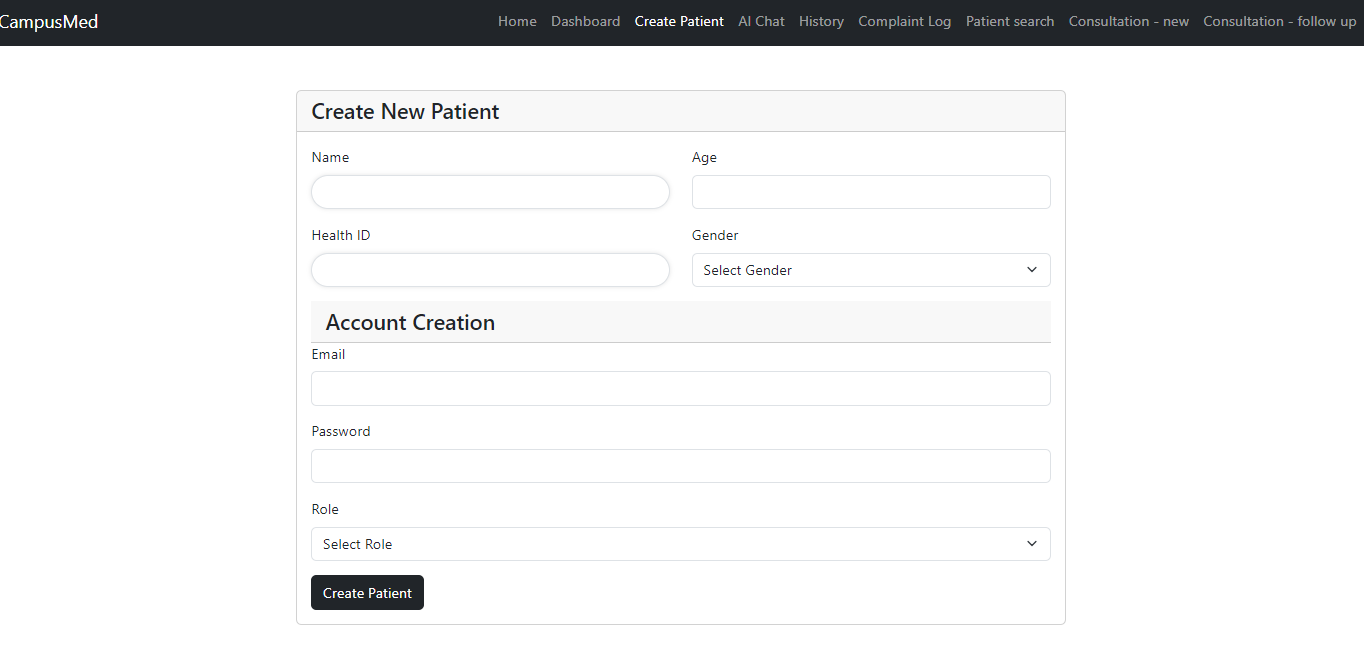 CampusMed Home Dashboard Create Patient AI Chat History Complaint Log Patient search Consultation - new Consultation - follow up
Create New Patient
Name Age
Health ID Gender
Select Gender
Account Creation
Email
Password
Role
Select Role
Create Patient